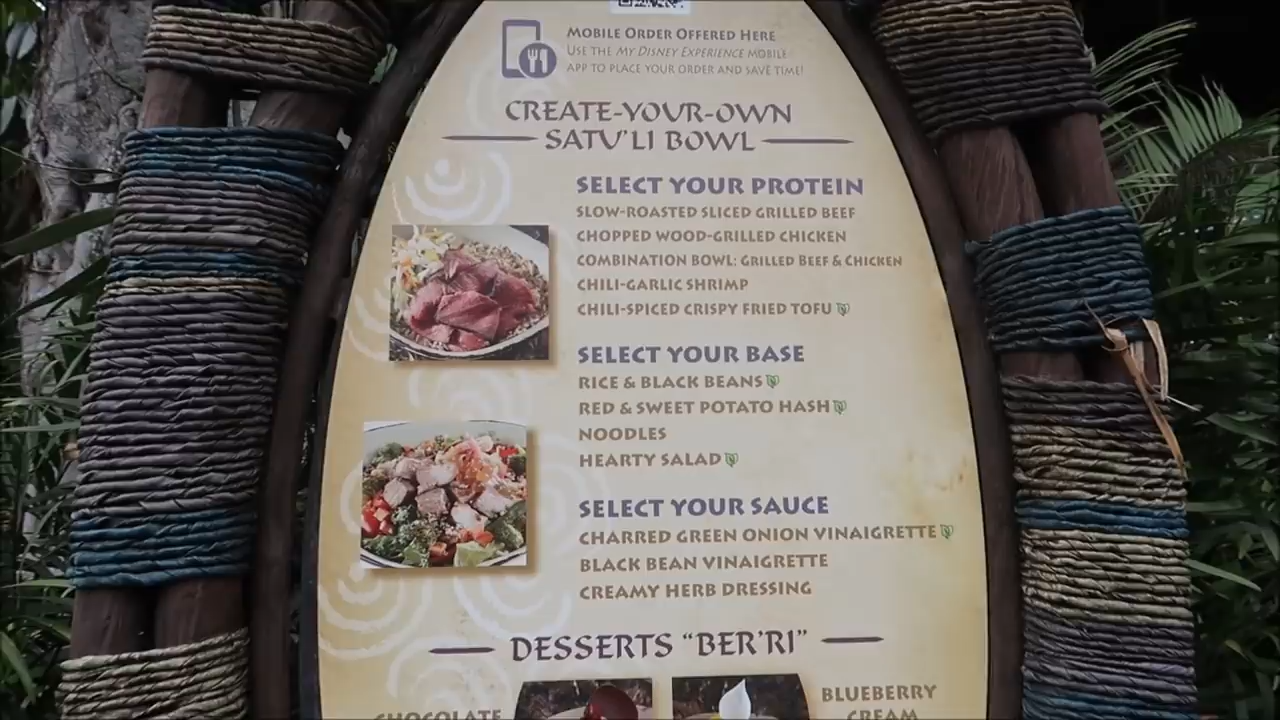 MOBILE ORDER OFFERED HERE
USE THE MY DISNEY EXPERIENCE MOBILE
APP TO PLACE YOUR ORDER AND SAVE TIME!
CREATE-YOUR-OWN
SATU'LI BOWL
SELECT YOUR PROTEIN
SLOW-ROASTED SLICED GRILLED BEEF
CHOPPED WOOD-GRILLED CHICKEN
COMBINATION BOWL: GRILLED BEEF & CHICKEN
CHILI-GARLIC SHRIMP
CHILI-SPICED CRISPY FRIED TOFU
SELECT YOUR BASE
RICE & BLACK BEANS
RED & SWEET POTATO HASH
NOODLES
HEARTY SALAD
SELECT YOUR SAUCE
CHARRED GREEN ONION VINAIGRETTE
BLACK BEAN VINAIGRETTE
CREAMY HERB DRESSING
DESSERTS "BER'RI"
CHOCOLATE
BLUEBERRY
CREAM